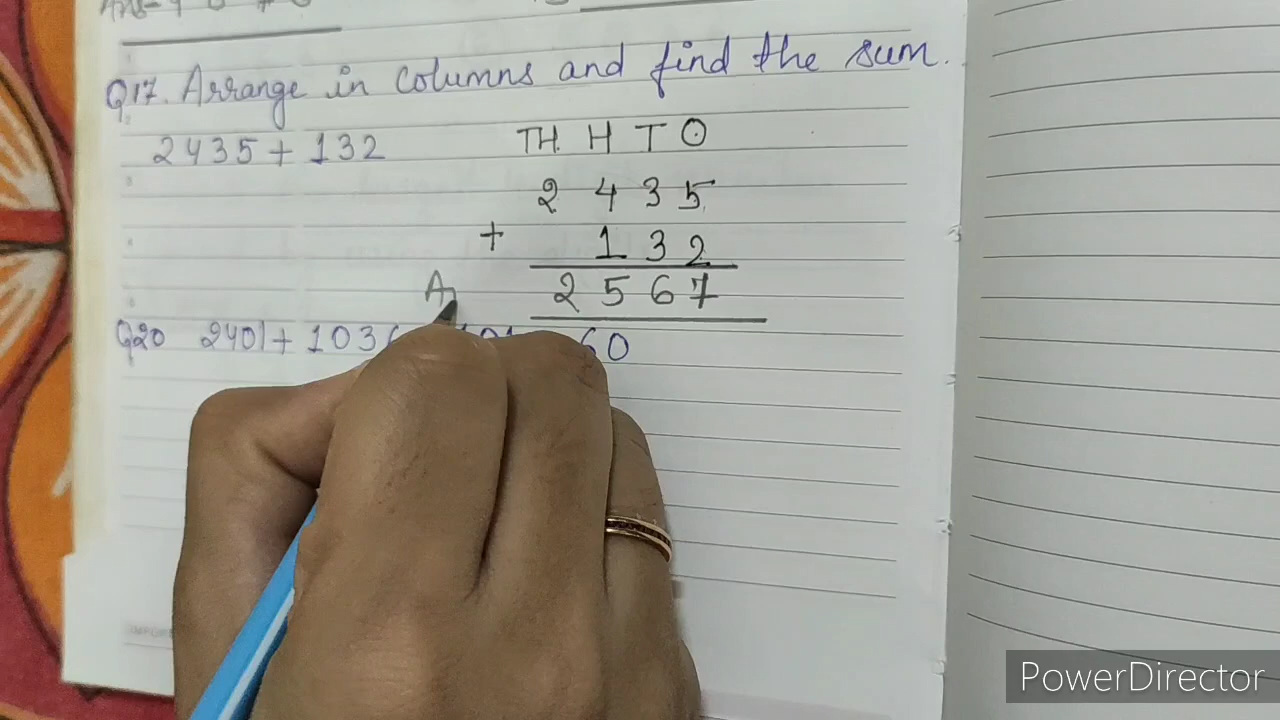 Q17. Arrange in columns and find the sum.
2435 + 132
TH. H T O
2 4 3 5
+ 1 3 2
A 2 5 6 7
Q20 2401 + 1036 60
PowerDirector